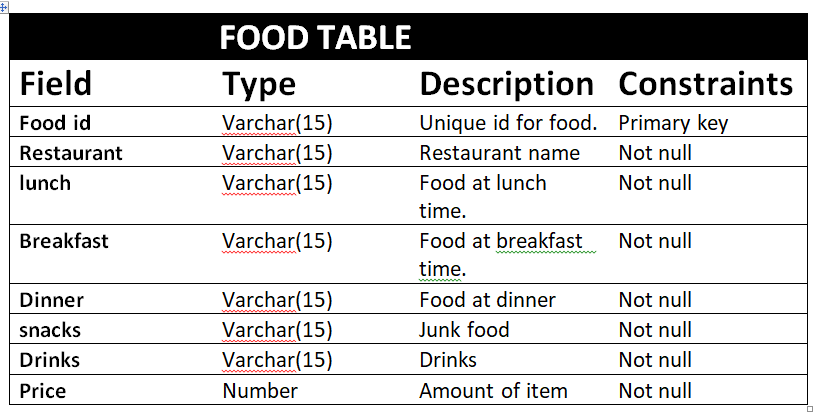 FOOD TABLE
Field Type Description Constraints
Food id Varchar(15) Unique id for food. Primary key
Restaurant Varchar(15) Restaurant name Not null
lunch Varchar(15) Food at lunch Not null
time.
Breakfast Varchar(15) Food at breakfast Not null
time.
Dinner Varchar(15) Food at dinner Not null
snacks Varchar(15) Junk food Not null
Drinks Varchar(15) Drinks Not null
Price Number Amount of item Not null